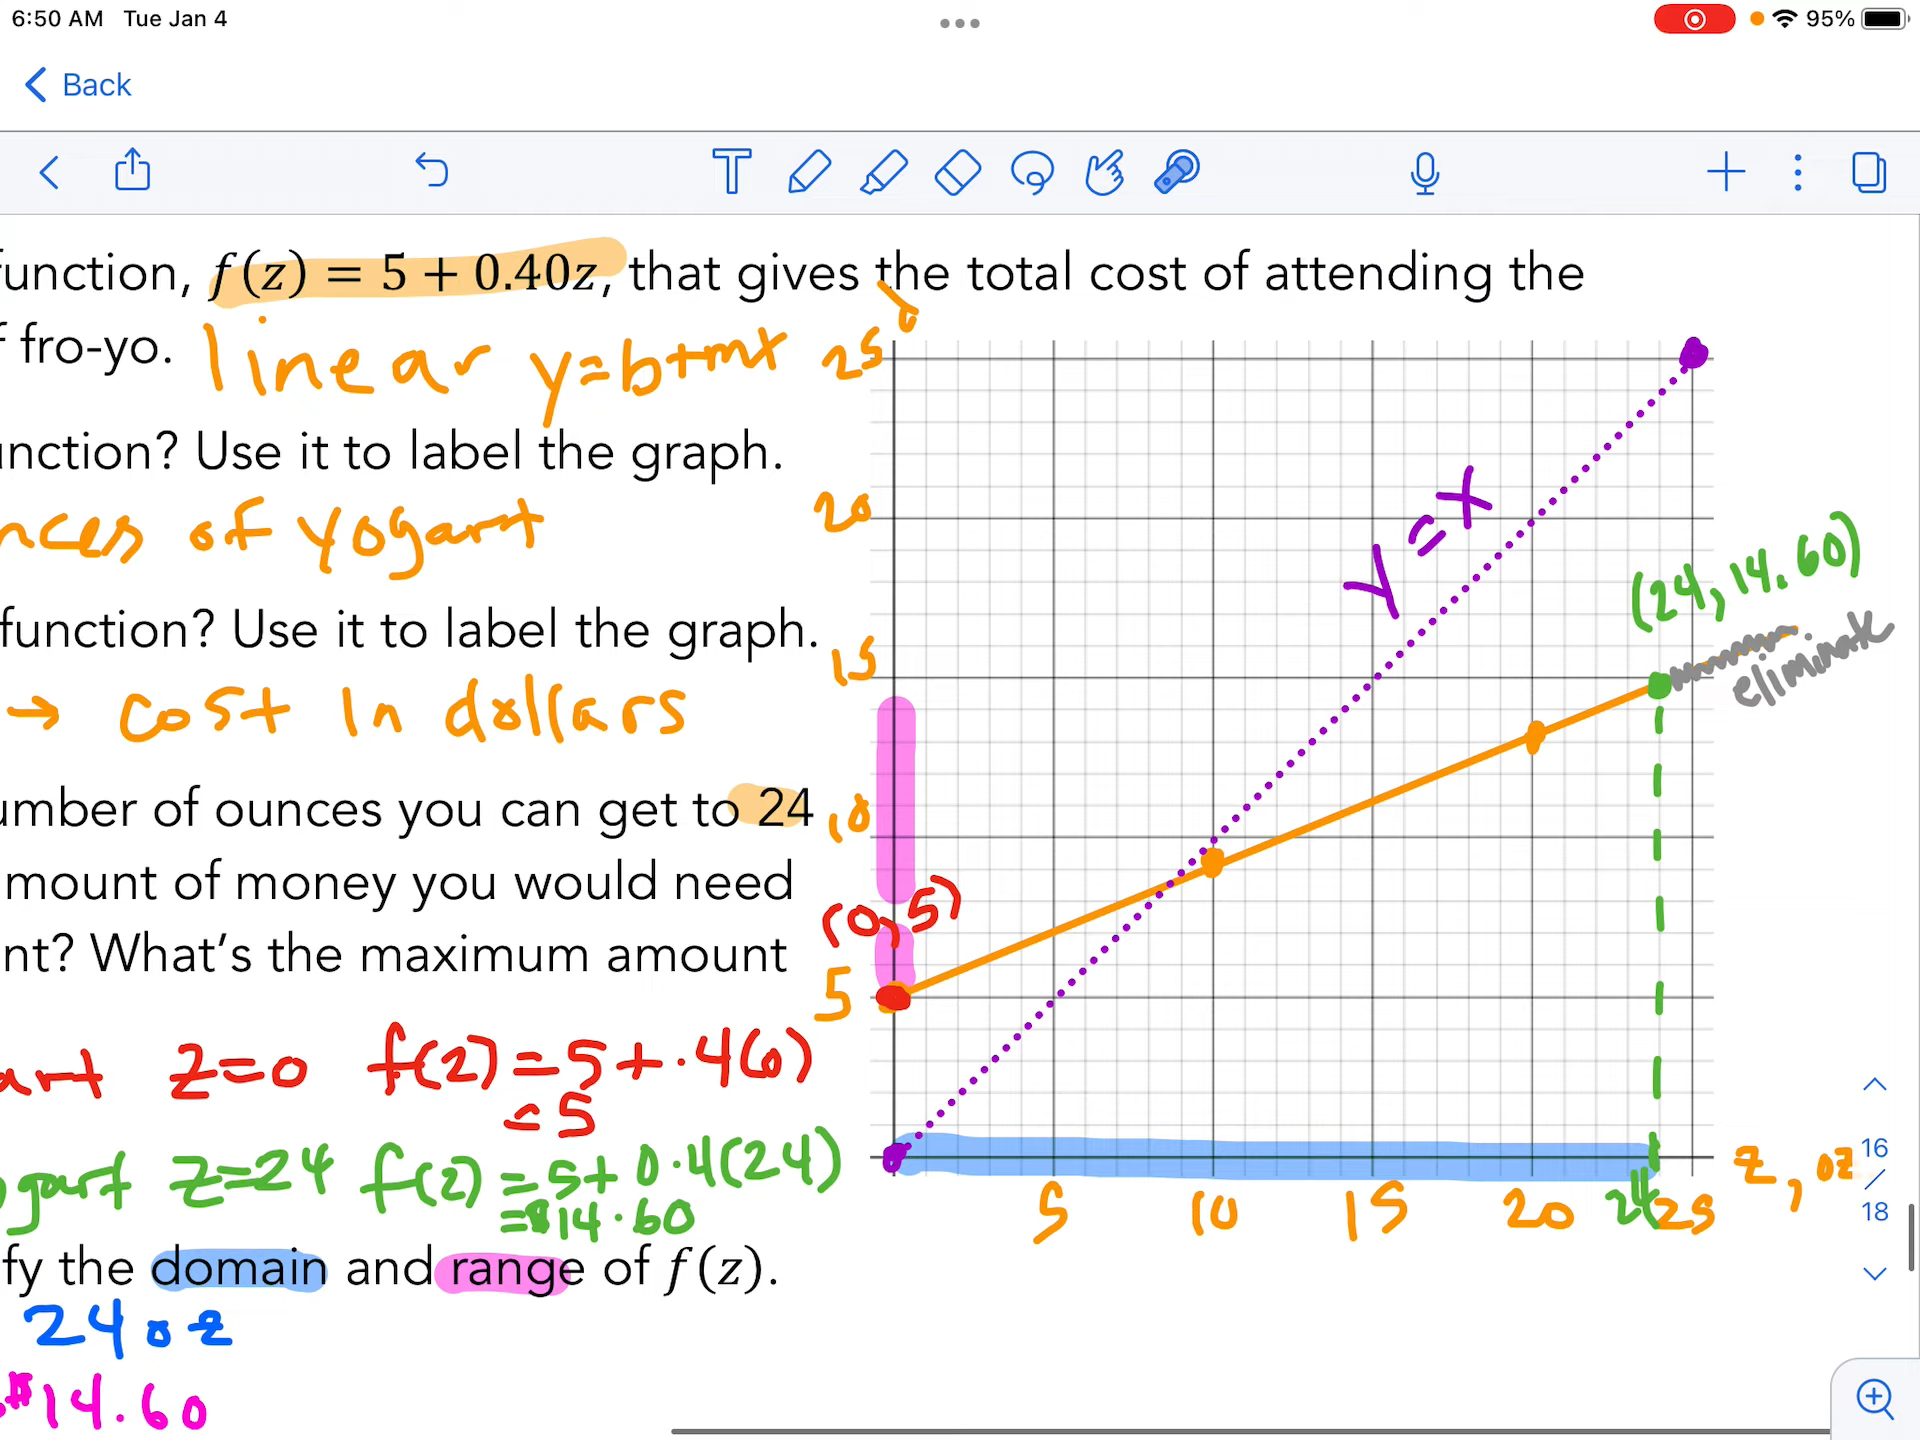 6:50 AM Tue Jan 4
95%
Back
function, f(z) = 5 + 0.40z, that gives the total cost of attending the
f fro-yo. linear y=b+mx
unction? Use it to label the graph.
nces of yogart
function? Use it to label the graph.
→ cost in dollars
umber of ounces you can get to 24
mount of money you would need
nt? What's the maximum amount
art z=0 f(z)=5+.4(0)
=5
gart z=24 f(z)=5+0.4(24)
=$14.60
fy the domain and range of f(z).
24 oz
$14.60
25
20
15
10
5
(0,5)
y=x
(24,14.60)
eliminate
5 10 15 20 24 25 z, oz
16
/
18